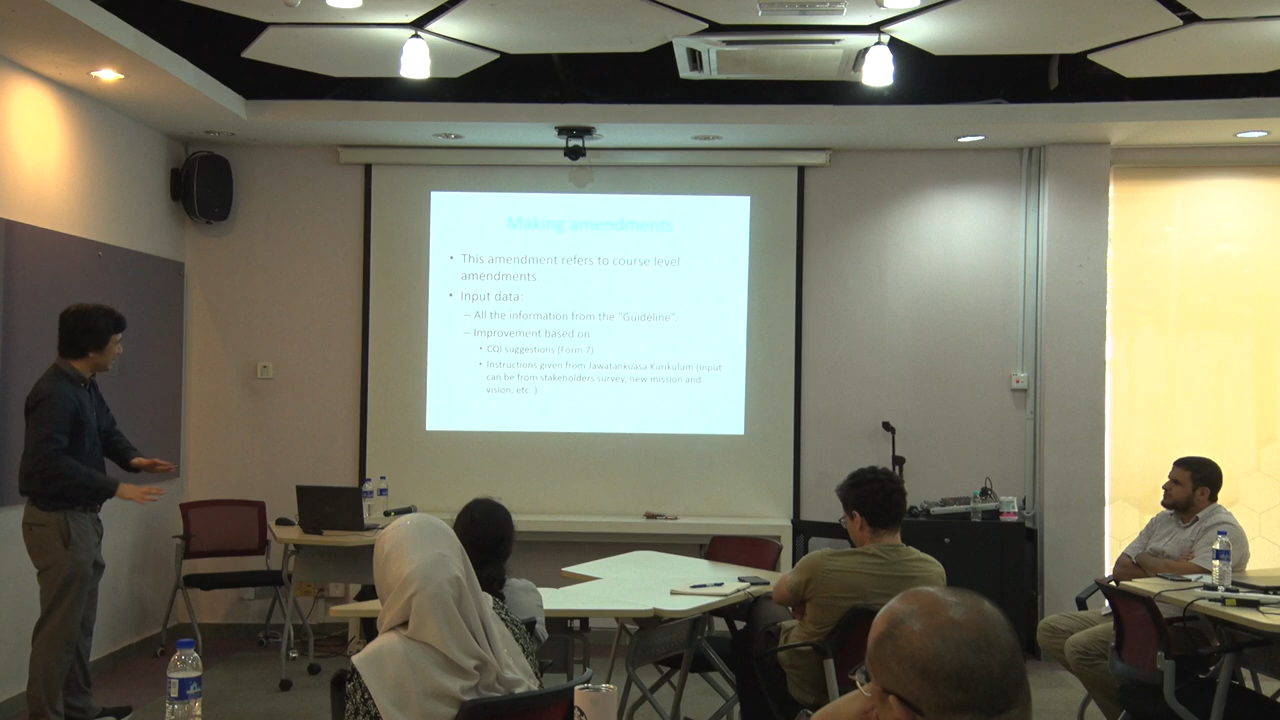 Making amendments
• This amendment refers to course level
amendments.
• Input data:
– All the information from the "Guideline".
– Improvement based on
• CQI suggestions (Form 7)
• Instructions given from Jawatankuasa Kurikulum (Input
can be from stakeholders survey, new mission and
vision, etc. )